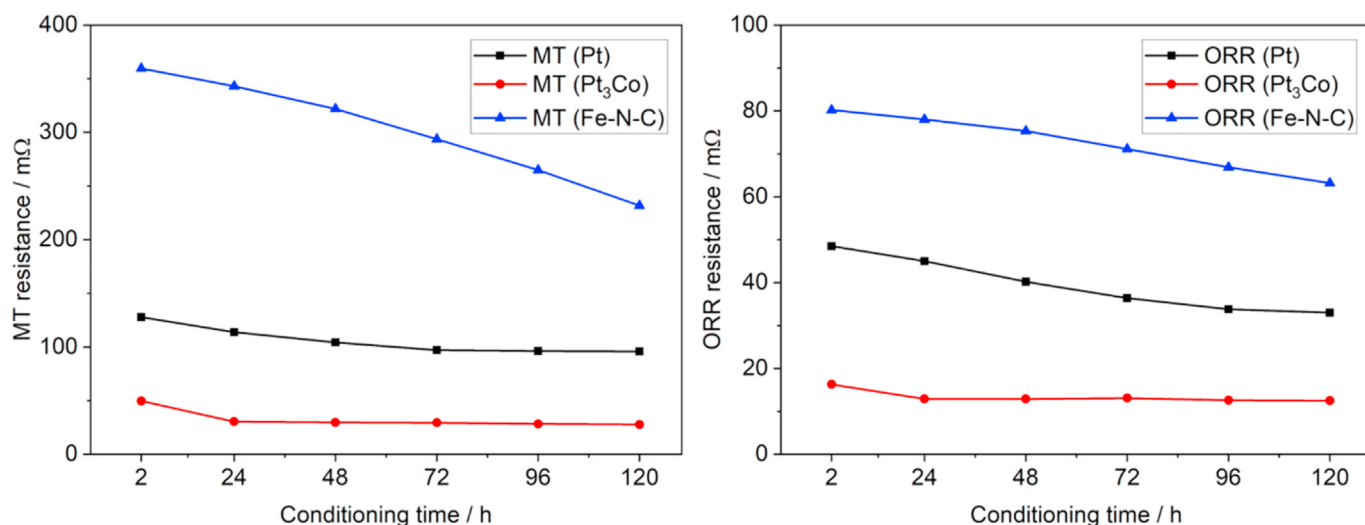 MT resistance / mΩ
400
300
200
100
0
MT (Pt)
MT (Pt₃Co)
MT (Fe-N-C)
2 24 48 72 96 120
Conditioning time / h
ORR resistance / mΩ
100
80
60
40
20
0
ORR (Pt)
ORR (Pt₃Co)
ORR (Fe-N-C)
2 24 48 72 96 120
Conditioning time / h